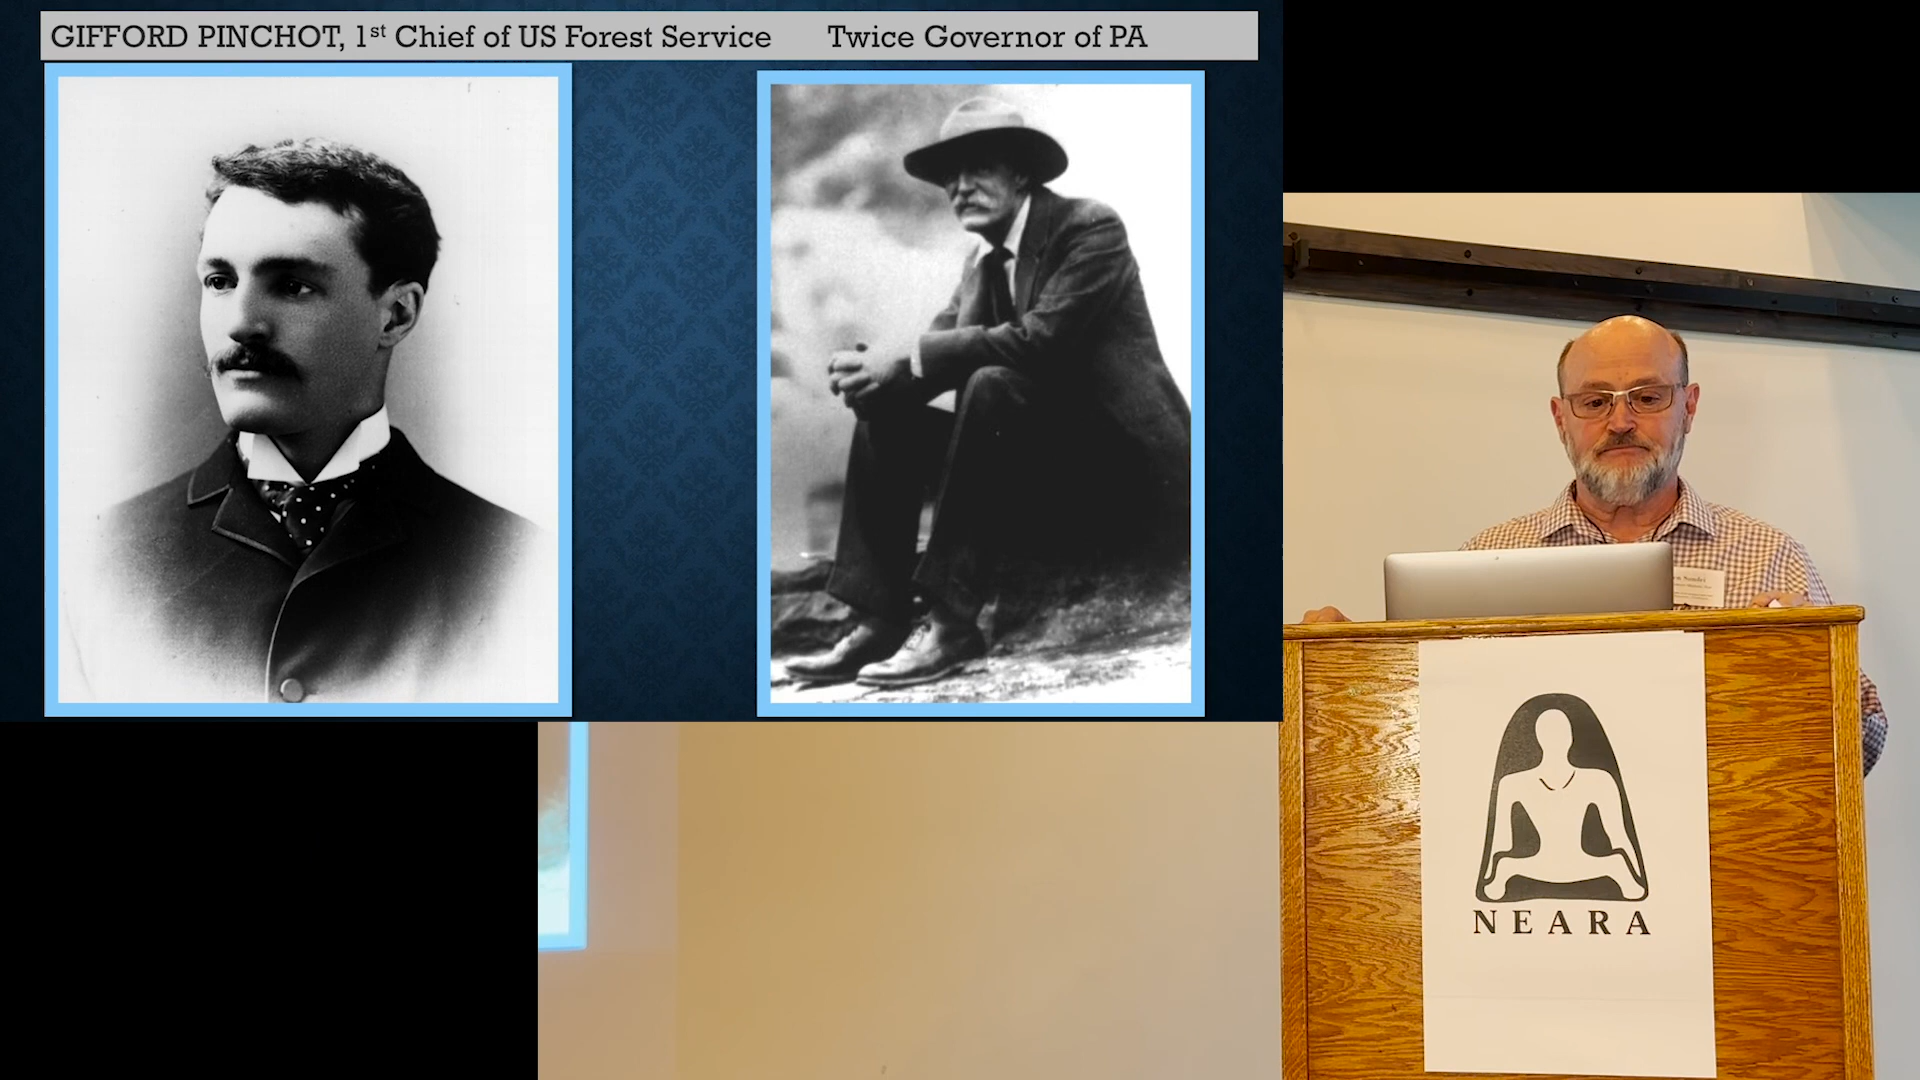 GIFFORD PINCHOT, 1st Chief of US Forest Service Twice Governor of PA
NEARA